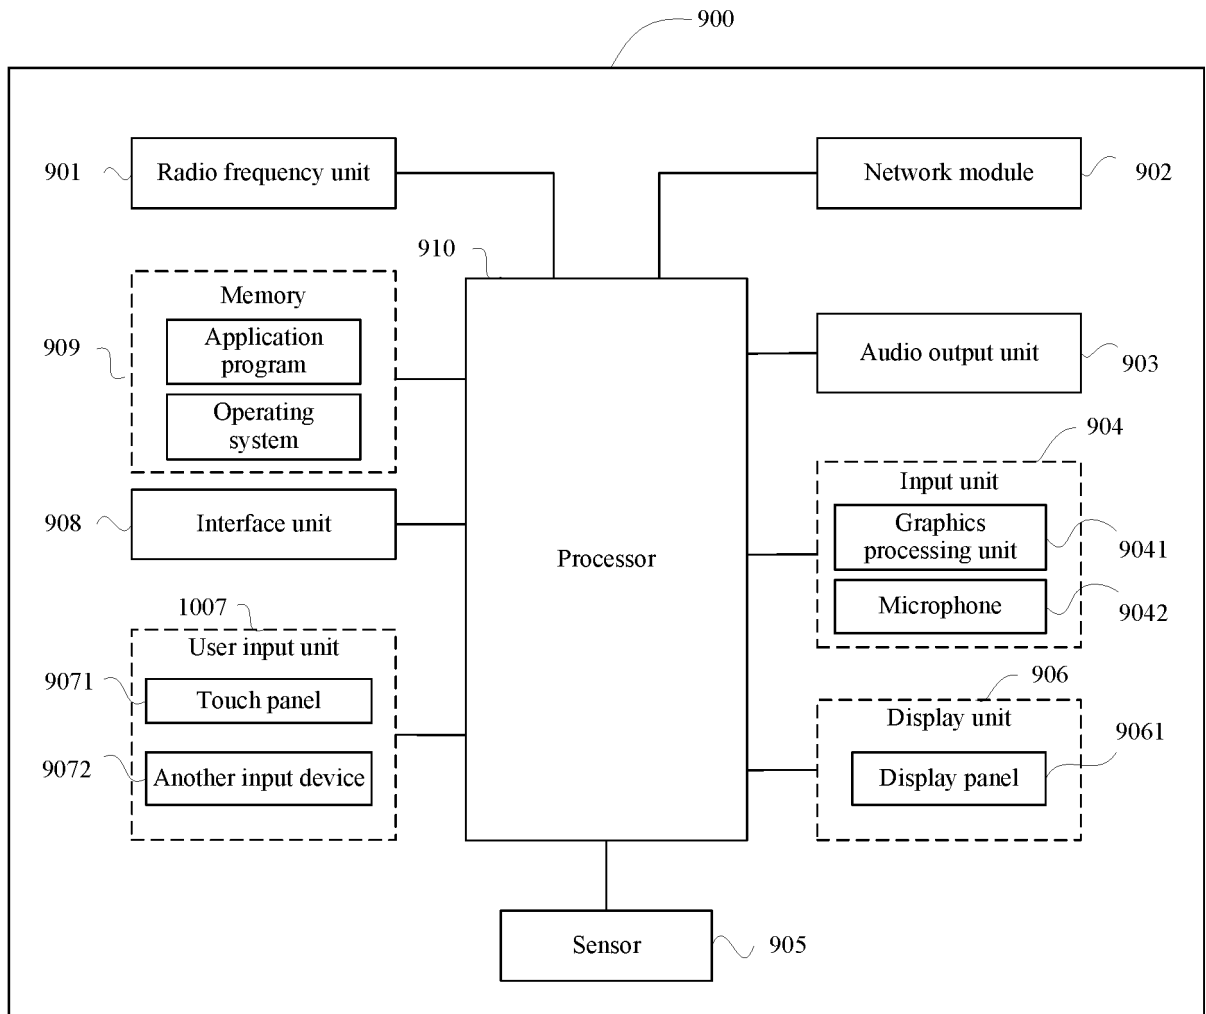 900
901
Radio frequency unit
Network module
902
910
Memory
Application
program
Operating
system
909
Audio output unit
903
904
Input unit
Graphics
processing unit
9041
Microphone
9042
908
Interface unit
Processor
1007
User input unit
9071
Touch panel
9072
Another input device
906
Display unit
9061
Display panel
Sensor
905